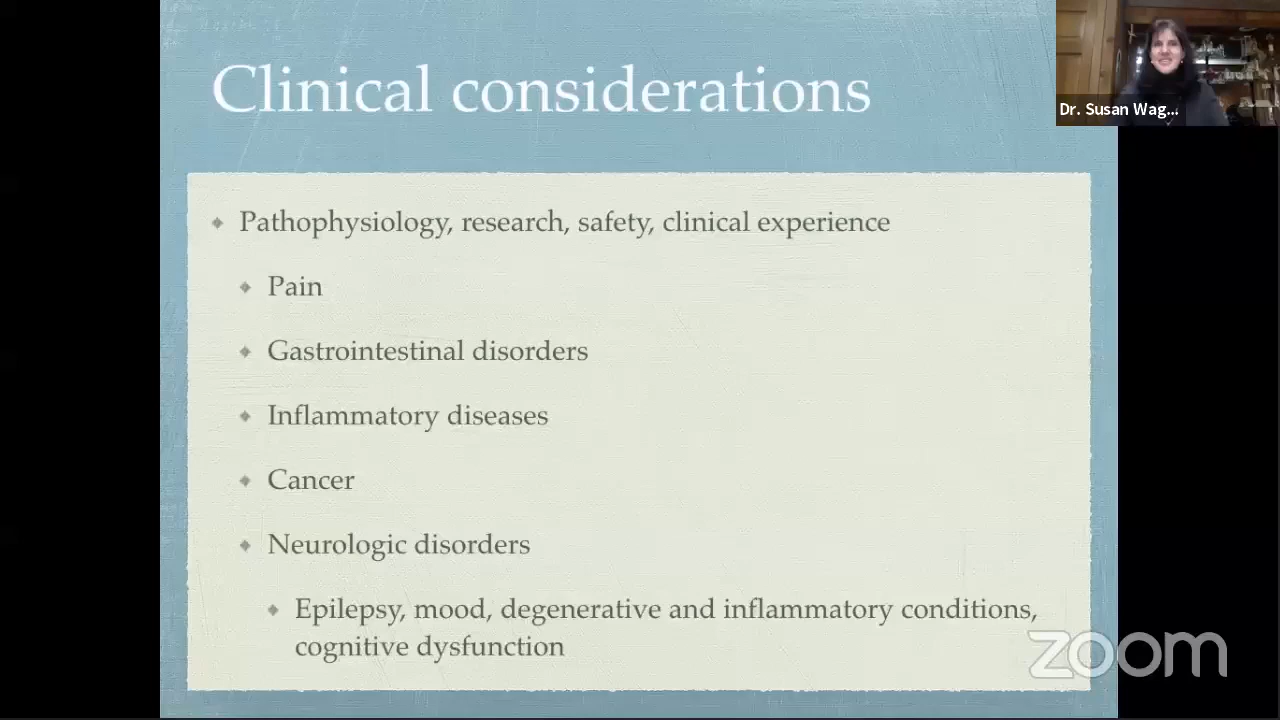 Clinical considerations
Dr. Susan Wag...
Pathophysiology, research, safety, clinical experience
Pain
Gastrointestinal disorders
Inflammatory diseases
Cancer
Neurologic disorders
Epilepsy, mood, degenerative and inflammatory conditions,
cognitive dysfunction
zoom